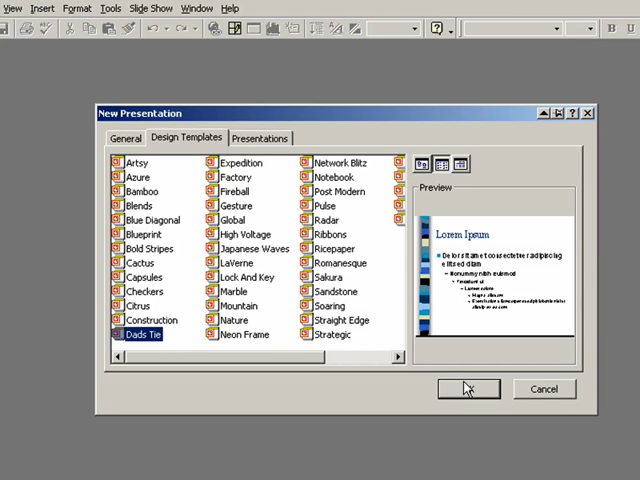 View Insert Format Tools Slide Show Window Help
B U
New Presentation
General Design Templates Presentations
Artsy Expedition Network Blitz
Azure Factory Notebook
Bamboo Fireball Post Modern
Blends Gesture Pulse
Blue Diagonal Global Radar
Blueprint High Voltage Ribbons
Bold Stripes Japanese Waves Ricepaper
Cactus LaVerne Romanesque
Capsules Lock And Key Sakura
Checkers Marble Sandstone
Citrus Mountain Soaring
Construction Nature Straight Edge
Dads Tie Neon Frame Strategic
Preview
Lorem Ipsum
Cancel